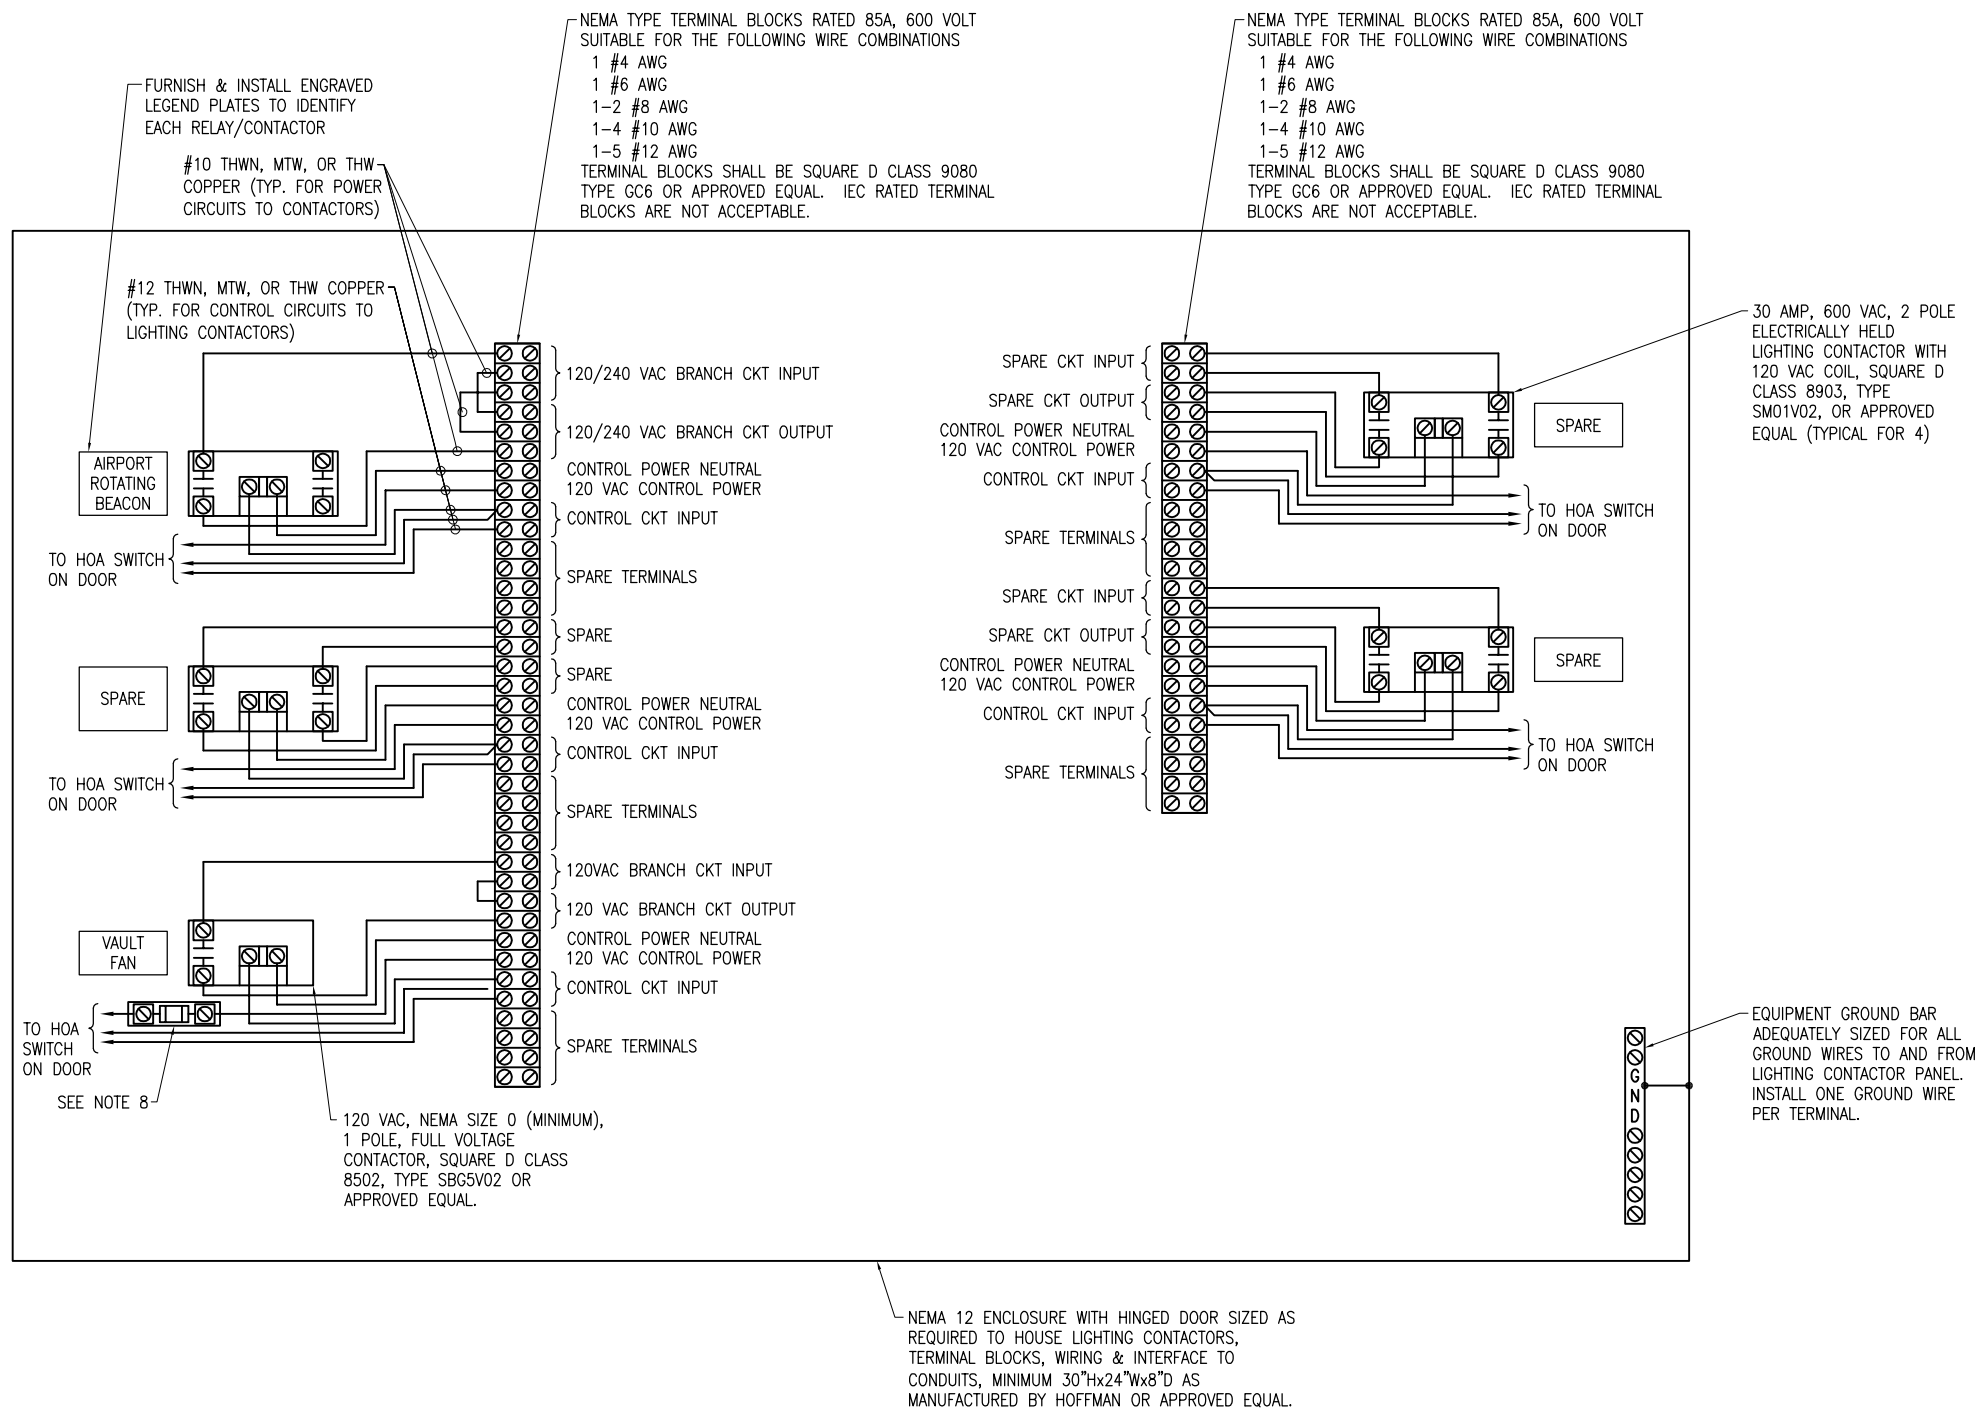 NEMA TYPE TERMINAL BLOCKS RATED 85A, 600 VOLT
SUITABLE FOR THE FOLLOWING WIRE COMBINATIONS
1 #4 AWG
1 #6 AWG
1-2 #8 AWG
1-4 #10 AWG
1-5 #12 AWG
TERMINAL BLOCKS SHALL BE SQUARE D CLASS 9080
TYPE GC6 OR APPROVED EQUAL. IEC RATED TERMINAL
BLOCKS ARE NOT ACCEPTABLE.
NEMA TYPE TERMINAL BLOCKS RATED 85A, 600 VOLT
SUITABLE FOR THE FOLLOWING WIRE COMBINATIONS
1 #4 AWG
1 #6 AWG
1-2 #8 AWG
1-4 #10 AWG
1-5 #12 AWG
TERMINAL BLOCKS SHALL BE SQUARE D CLASS 9080
TYPE GC6 OR APPROVED EQUAL. IEC RATED TERMINAL
BLOCKS ARE NOT ACCEPTABLE.
FURNISH & INSTALL ENGRAVED
LEGEND PLATES TO IDENTIFY
EACH RELAY/CONTACTOR
#10 THWN, MTW, OR THW
COPPER (TYP. FOR POWER
CIRCUITS TO CONTACTORS)
#12 THWN, MTW, OR THW COPPER
(TYP. FOR CONTROL CIRCUITS TO
LIGHTING CONTACTORS)
AIRPORT
ROTATING
BEACON
TO HOA SWITCH
ON DOOR
SPARE
TO HOA SWITCH
ON DOOR
VAULT
FAN
TO HOA
SWITCH
ON DOOR
SEE NOTE 8
120/240 VAC BRANCH CKT INPUT
120/240 VAC BRANCH CKT OUTPUT
CONTROL POWER NEUTRAL
120 VAC CONTROL POWER
CONTROL CKT INPUT
SPARE TERMINALS
SPARE
SPARE
CONTROL POWER NEUTRAL
120 VAC CONTROL POWER
CONTROL CKT INPUT
SPARE TERMINALS
120VAC BRANCH CKT INPUT
120 VAC BRANCH CKT OUTPUT
CONTROL POWER NEUTRAL
120 VAC CONTROL POWER
CONTROL CKT INPUT
SPARE TERMINALS
120 VAC, NEMA SIZE 0 (MINIMUM),
1 POLE, FULL VOLTAGE
CONTACTOR, SQUARE D CLASS
8502, TYPE SBG5V02 OR
APPROVED EQUAL.
SPARE CKT INPUT
SPARE CKT OUTPUT
CONTROL POWER NEUTRAL
120 VAC CONTROL POWER
CONTROL CKT INPUT
SPARE TERMINALS
SPARE CKT INPUT
SPARE CKT OUTPUT
CONTROL POWER NEUTRAL
120 VAC CONTROL POWER
CONTROL CKT INPUT
SPARE TERMINALS
SPARE
TO HOA SWITCH
ON DOOR
SPARE
TO HOA SWITCH
ON DOOR
30 AMP, 600 VAC, 2 POLE
ELECTRICALLY HELD
LIGHTING CONTACTOR WITH
120 VAC COIL, SQUARE D
CLASS 8903, TYPE
SMO1V02, OR APPROVED
EQUAL (TYPICAL FOR 4)
G
N
D
EQUIPMENT GROUND BAR
ADEQUATELY SIZED FOR ALL
GROUND WIRES TO AND FROM
LIGHTING CONTACTOR PANEL.
INSTALL ONE GROUND WIRE
PER TERMINAL.
NEMA 12 ENCLOSURE WITH HINGED DOOR SIZED AS
REQUIRED TO HOUSE LIGHTING CONTACTORS,
TERMINAL BLOCKS, WIRING & INTERFACE TO
CONDUITS, MINIMUM 30"Hx24"Wx8"D AS
MANUFACTURED BY HOFFMAN OR APPROVED EQUAL.